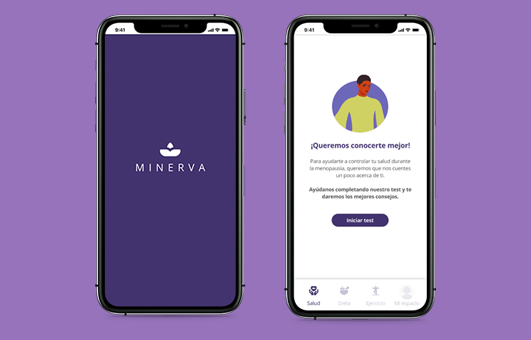 9:41
MINERVA
9:41
¡Queremos conocerte mejor!
Para ayudarte a controlar tu salud durante
la menopausia, queremos que nos cuentes
un poco acerca de ti.
Ayúdanos completando nuestro test y te
daremos los mejores consejos.
Iniciar test
Salud Dieta Ejercicio Mi espacio